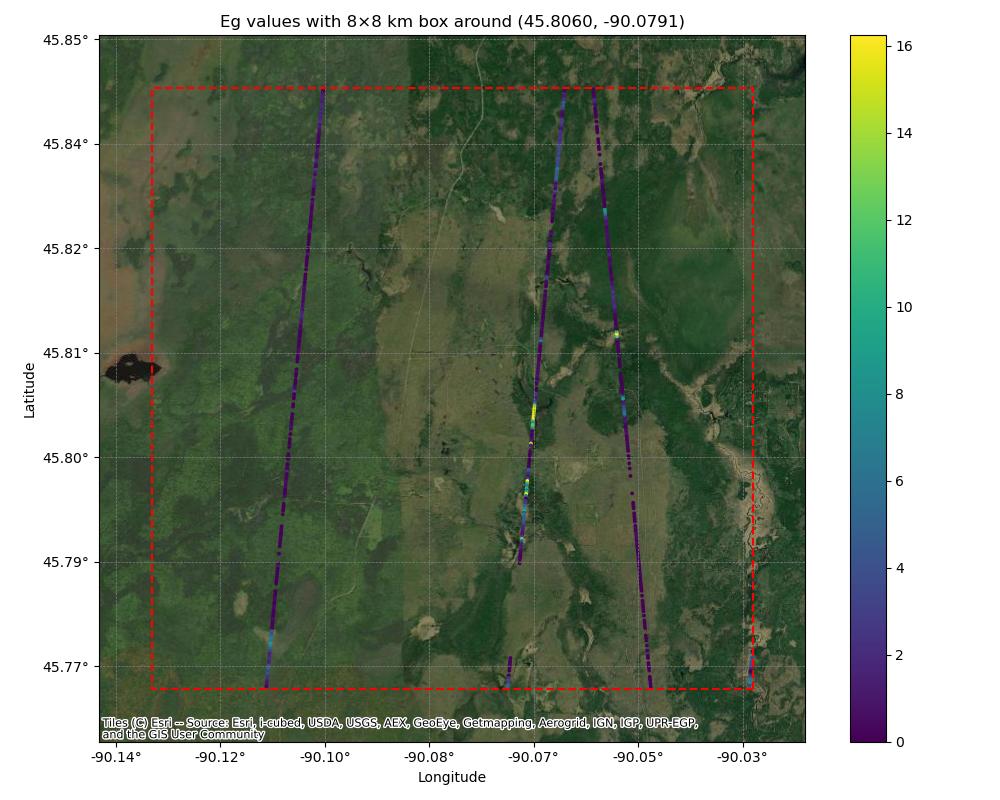 Eg values with 8×8 km box around (45.8060, -90.0791)
45.85°
45.84°
45.82°
45.81°
45.80°
45.79°
45.77°
Latitude
Tiles (C) Esri -- Source: Esri, i-cubed, USDA, USGS, AEX, GeoEye, Getmapping, Aerogrid, IGN, IGP, UPR-EGP,
and the GIS User Community
-90.14° -90.12° -90.10° -90.08° -90.07° -90.05° -90.03°
Longitude
16
14
12
10
8
6
4
2
0